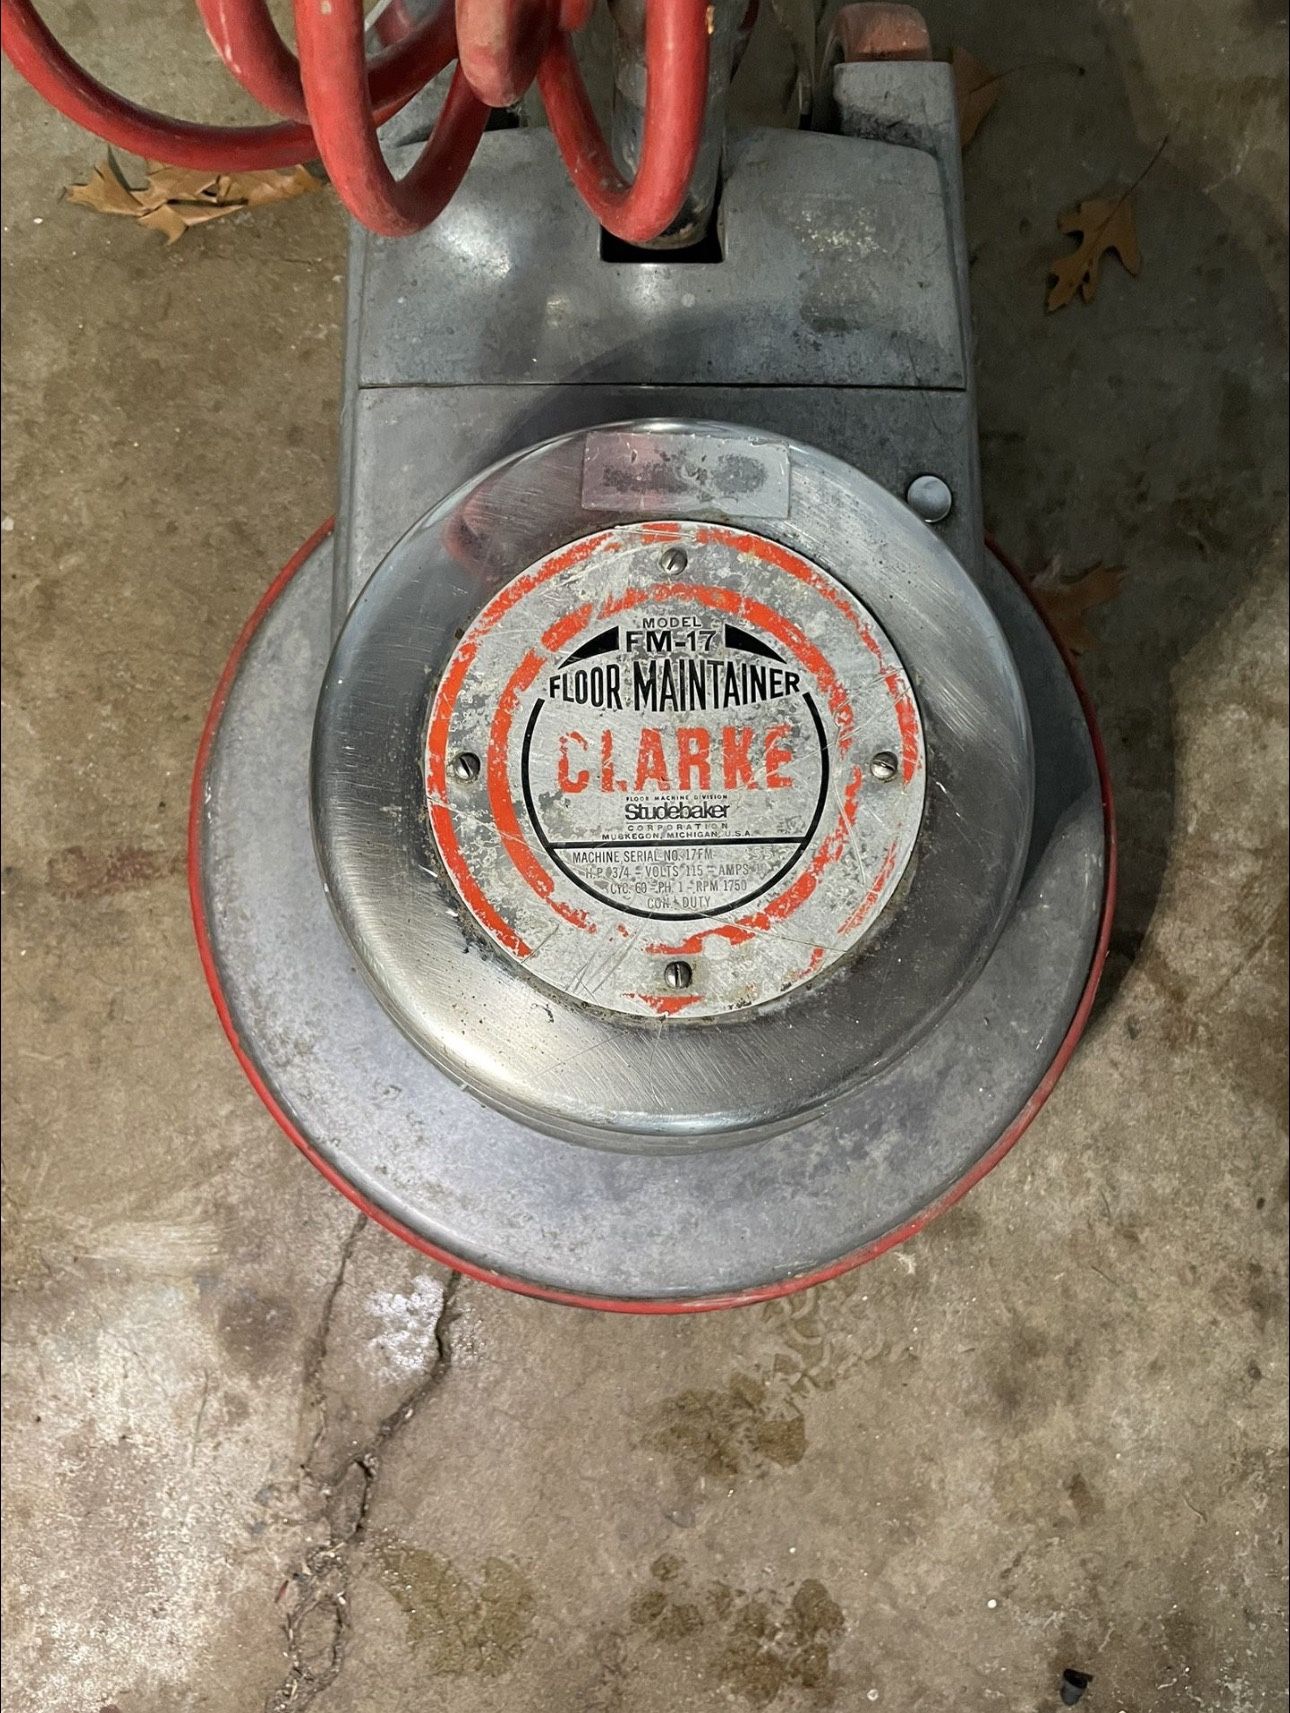 MODEL
FM-17
FLOOR MAINTAINER
CLARKE
FLOOR MACHINE DIVISION
Studebaker
CORPORATION
MUSKEGON, MICHIGAN, U.S.A.
MACHINE SERIAL NO. 17FM-
H.P. 3/4 - VOLTS 115 - AMPS
CYC. 60 - PH. 1 - RPM 1750
CON. DUTY